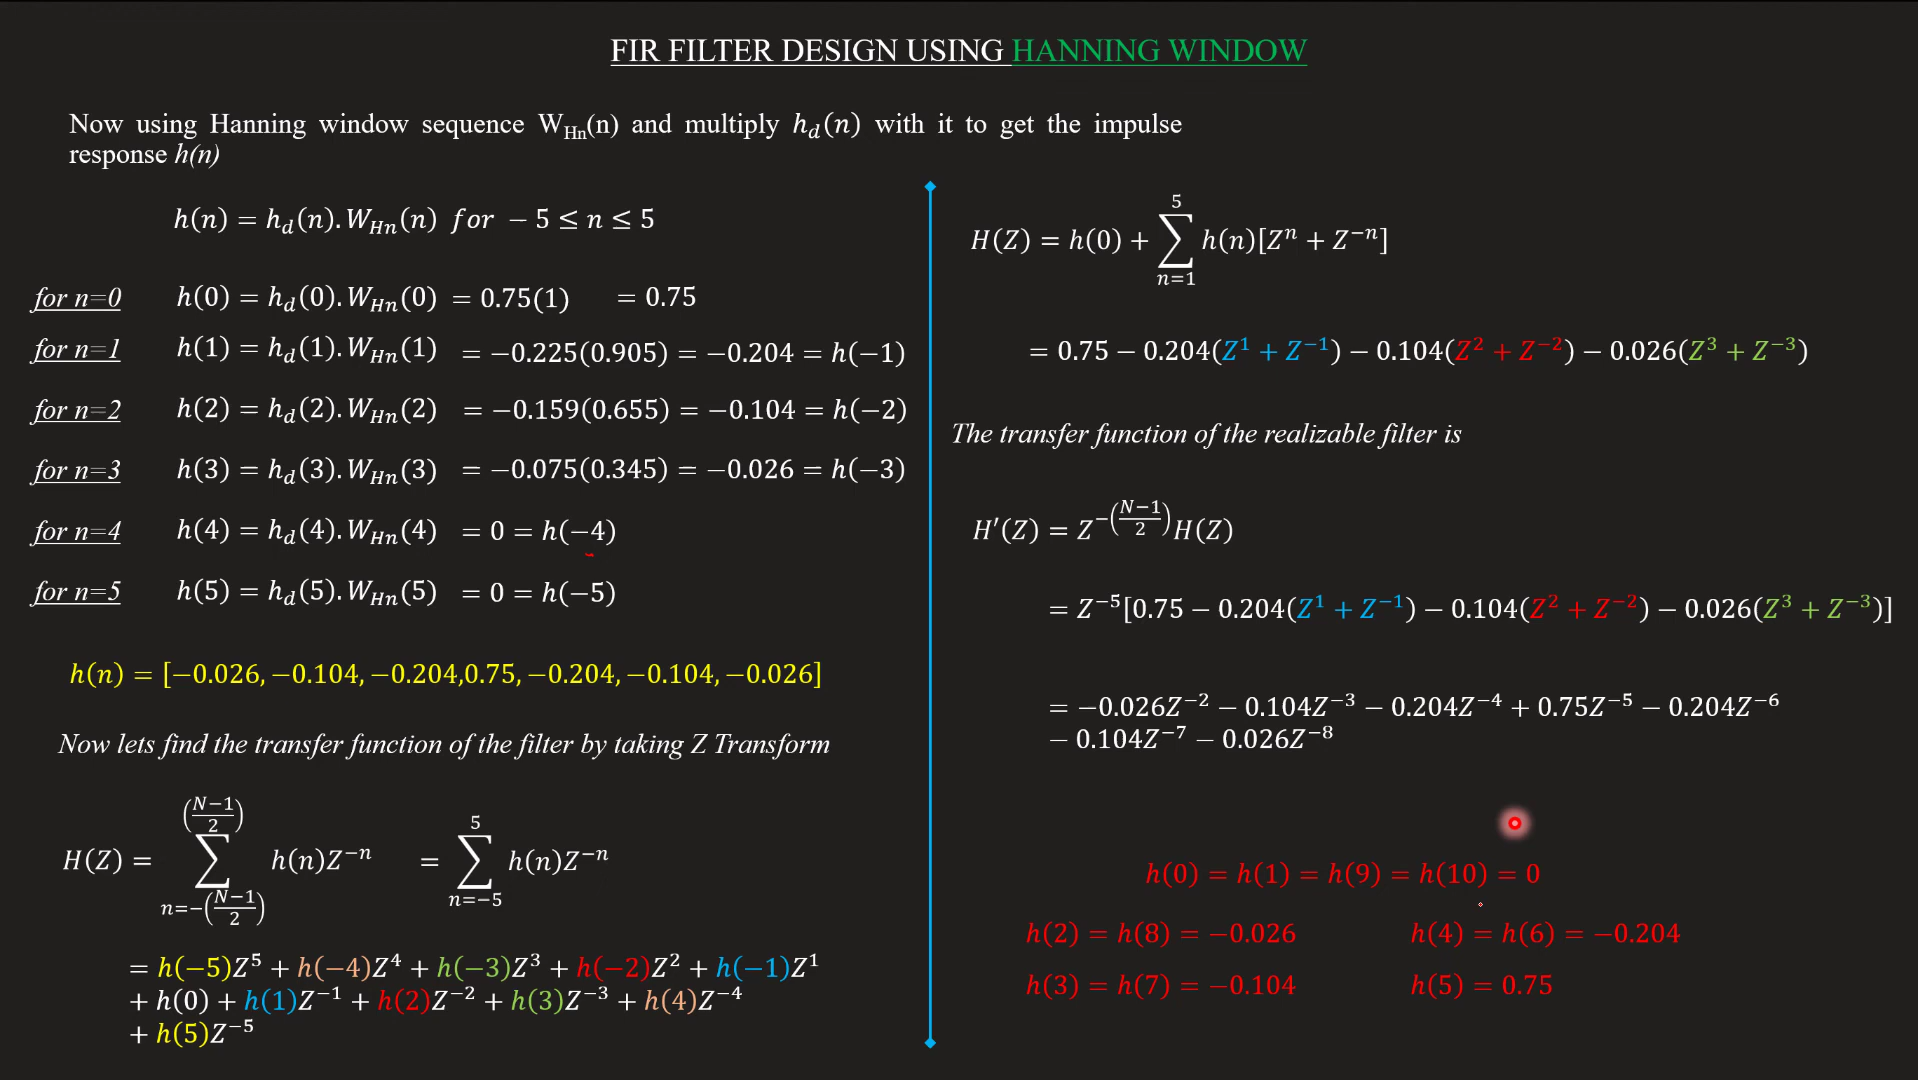 FIR FILTER DESIGN USING HANNING WINDOW
Now using Hanning window sequence W_Hn(n) and multiply h_d(n) with it to get the impulse
response h(n)
h(n) = h_d(n). W_Hn(n) for − 5 ≤ n ≤ 5
for n=0 h(0) = h_d(0). W_Hn(0) = 0.75(1) = 0.75
for n=1 h(1) = h_d(1). W_Hn(1) = −0.225(0.905) = −0.204 = h(−1)
for n=2 h(2) = h_d(2). W_Hn(2) = −0.159(0.655) = −0.104 = h(−2)
for n=3 h(3) = h_d(3). W_Hn(3) = −0.075(0.345) = −0.026 = h(−3)
for n=4 h(4) = h_d(4). W_Hn(4) = 0 = h(−4)
for n=5 h(5) = h_d(5). W_Hn(5) = 0 = h(−5)
h(n) = [−0.026, −0.104, −0.204,0.75, −0.204, −0.104, −0.026]
Now lets find the transfer function of the filter by taking Z Transform
H(Z) = ∑_{n=−((N−1)/2)}^{((N−1)/2)} h(n)Z^{−n} = ∑_{n=−5}^{5} h(n)Z^{−n}
= h(−5)Z^5 + h(−4)Z^4 + h(−3)Z^3 + h(−2)Z^2 + h(−1)Z^1
+ h(0) + h(1)Z^{−1} + h(2)Z^{−2} + h(3)Z^{−3} + h(4)Z^{−4}
+ h(5)Z^{−5}
H(Z) = h(0) + ∑_{n=1}^{5} h(n)[Z^n + Z^{−n}]
= 0.75 − 0.204(Z^1 + Z^{−1}) − 0.104(Z^2 + Z^{−2}) − 0.026(Z^3 + Z^{−3})
The transfer function of the realizable filter is
H′(Z) = Z^{−((N−1)/2)}H(Z)
= Z^{−5}[0.75 − 0.204(Z^1 + Z^{−1}) − 0.104(Z^2 + Z^{−2}) − 0.026(Z^3 + Z^{−3})]
= −0.026Z^{−2} − 0.104Z^{−3} − 0.204Z^{−4} + 0.75Z^{−5} − 0.204Z^{−6}
− 0.104Z^{−7} − 0.026Z^{−8}
h(0) = h(1) = h(9) = h(10) = 0
h(2) = h(8) = −0.026 h(4) = h(6) = −0.204
h(3) = h(7) = −0.104 h(5) = 0.75